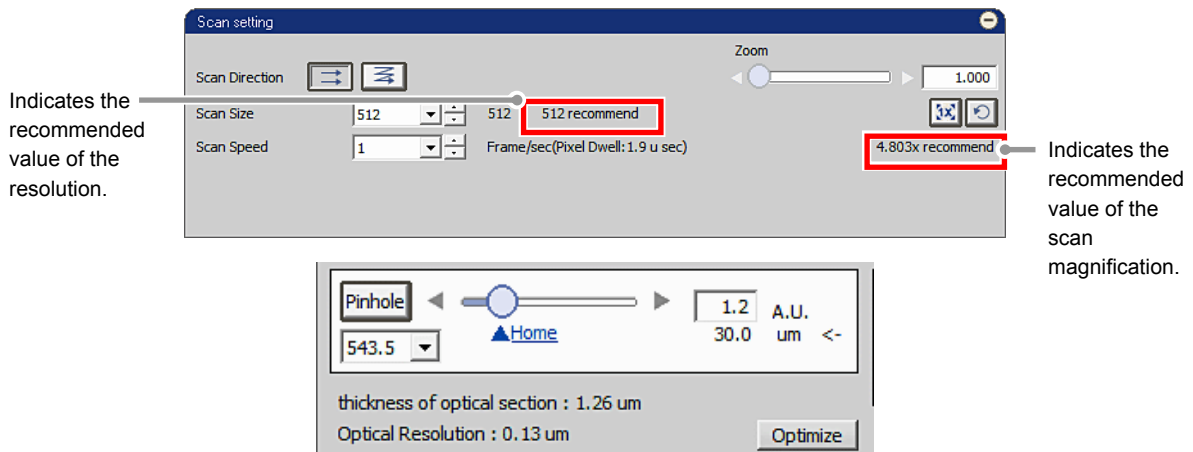 Scan setting
Zoom
Scan Direction
1.000
Indicates the
recommended
value of the
resolution.
Scan Size 512 512 512 recommend 1x
Scan Speed 1 Frame/sec(Pixel Dwell:1.9 u sec) 4.803x recommend
Indicates the
recommended
value of the
scan
magnification.
Pinhole 1.2 A.U.
Home 30.0 um <-
543.5
thickness of optical section : 1.26 um
Optical Resolution : 0.13 um Optimize